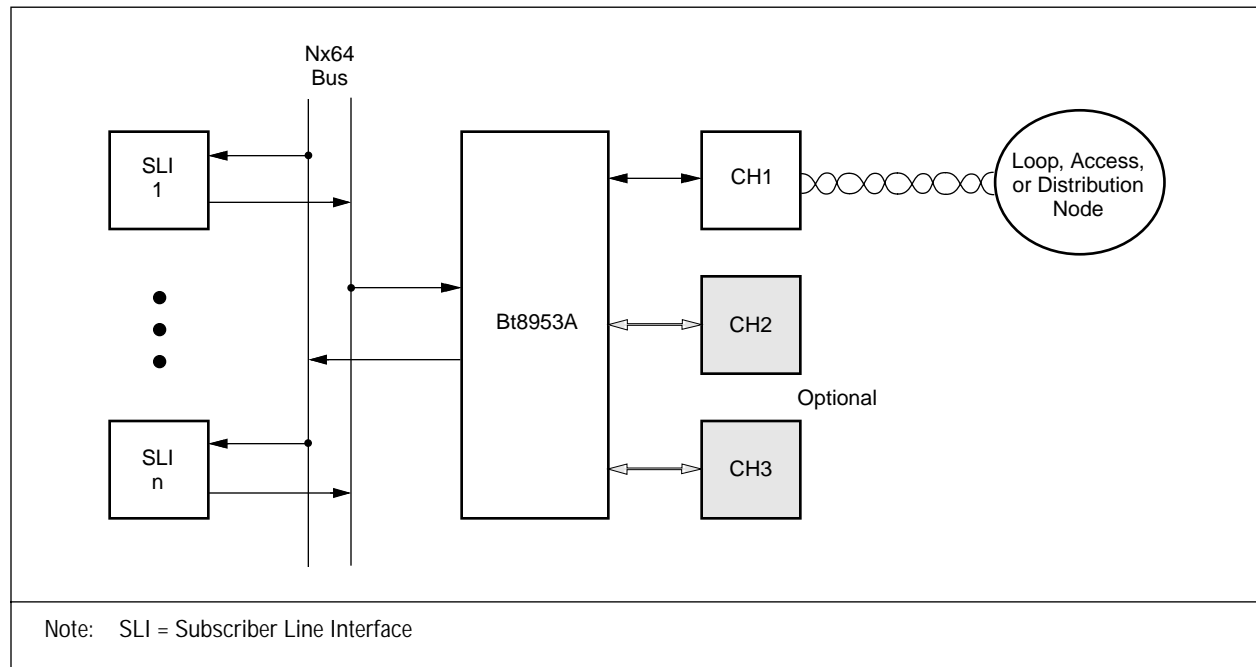 Nx64
Bus
SLI
1
CH1
Loop, Access,
or Distribution
Node
Bt8953A
CH2
Optional
SLI
n
CH3
Note: SLI = Subscriber Line Interface